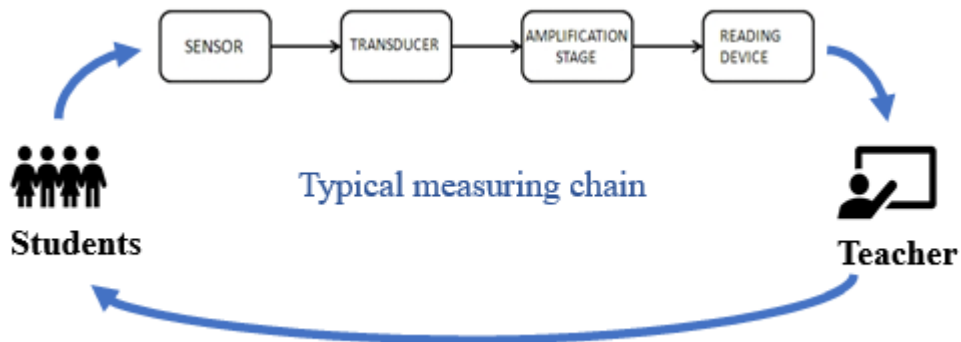 SENSOR
TRANSDUCER
AMPLIFICATION
STAGE
READING
DEVICE
Typical measuring chain
Students
Teacher